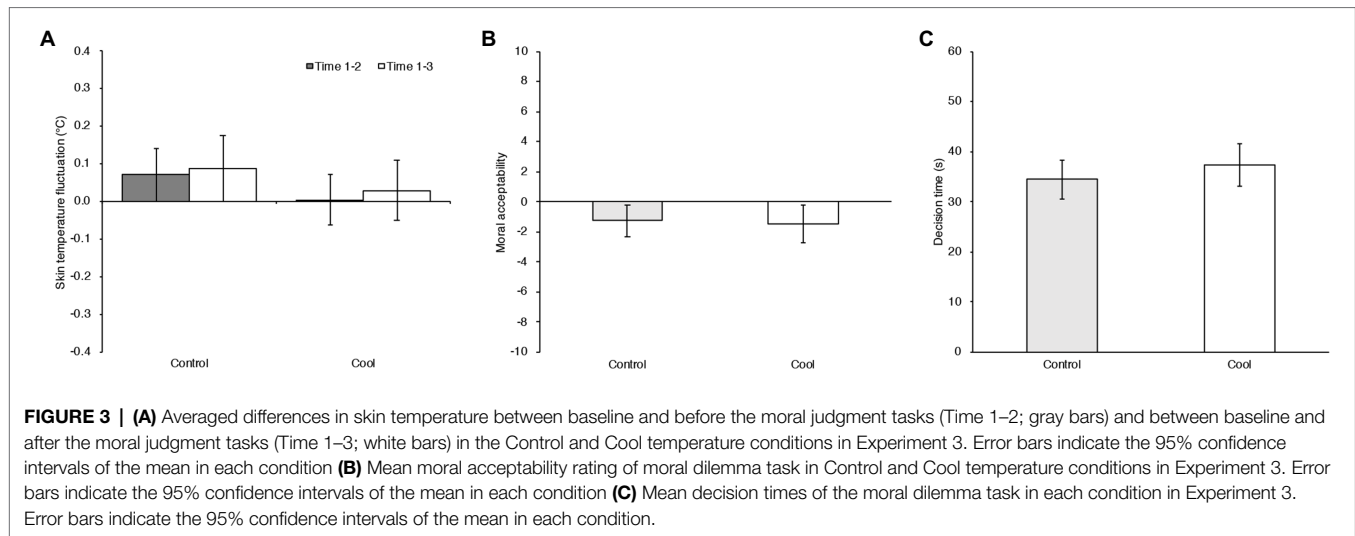 A
0.4
0.3
0.2
0.1
0.0
-0.1
-0.2
-0.3
-0.4
Skin temperature fluctuation (°C)
Time 1-2 Time 1-3
Control Cool
B
10
8
6
4
2
0
-2
-4
-6
-8
-10
Moral acceptability
Control Cool
C
60
50
40
30
20
10
0
Decision time (s)
Control Cool
FIGURE 3 | (A) Averaged differences in skin temperature between baseline and before the moral judgment tasks (Time 1–2; gray bars) and between baseline and
after the moral judgment tasks (Time 1–3; white bars) in the Control and Cool temperature conditions in Experiment 3. Error bars indicate the 95% confidence
intervals of the mean in each condition (B) Mean moral acceptability rating of moral dilemma task in Control and Cool temperature conditions in Experiment 3. Error
bars indicate the 95% confidence intervals of the mean in each condition (C) Mean decision times of the moral dilemma task in each condition in Experiment 3.
Error bars indicate the 95% confidence intervals of the mean in each condition.